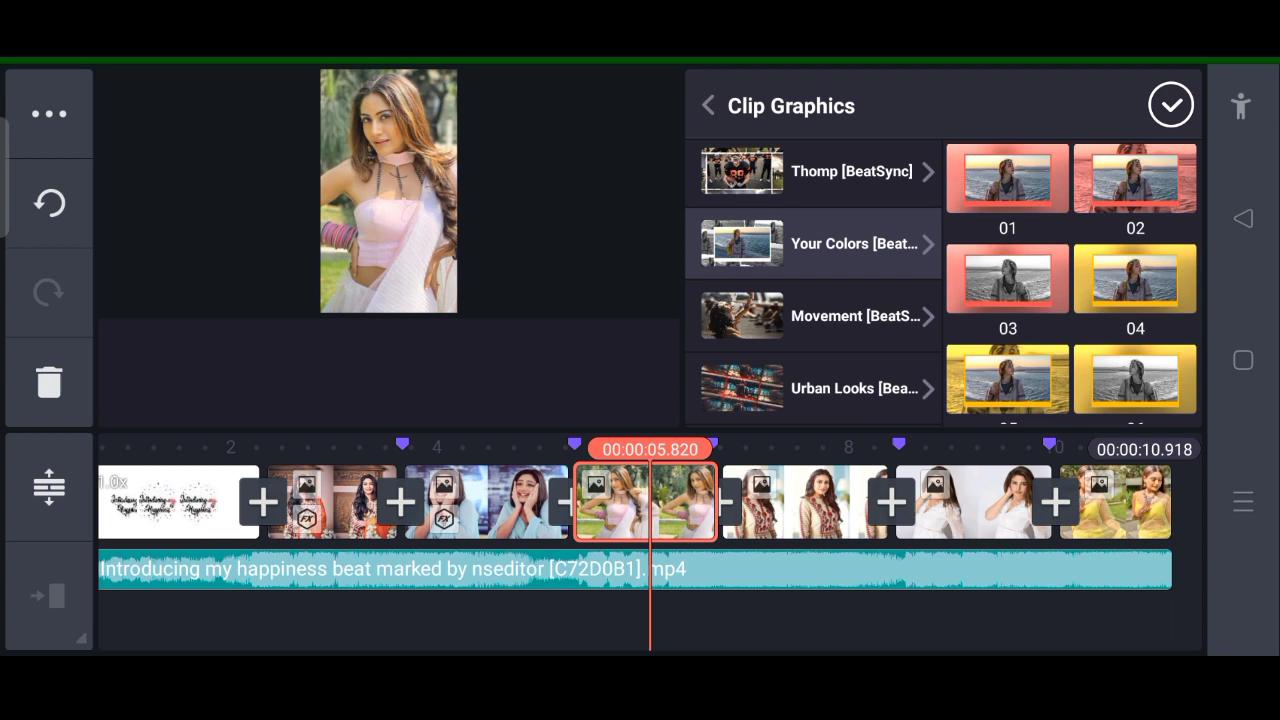 Clip Graphics
Thomp [BeatSync]
Your Colors [Beat...
Movement [BeatS...
Urban Looks [Bea...
01
02
03
04
2
4
00:00:05.820
8
00:00:10.918
1.0x
FX
FX
Introducing my happiness beat marked by nseditor [C72D0B1].mp4